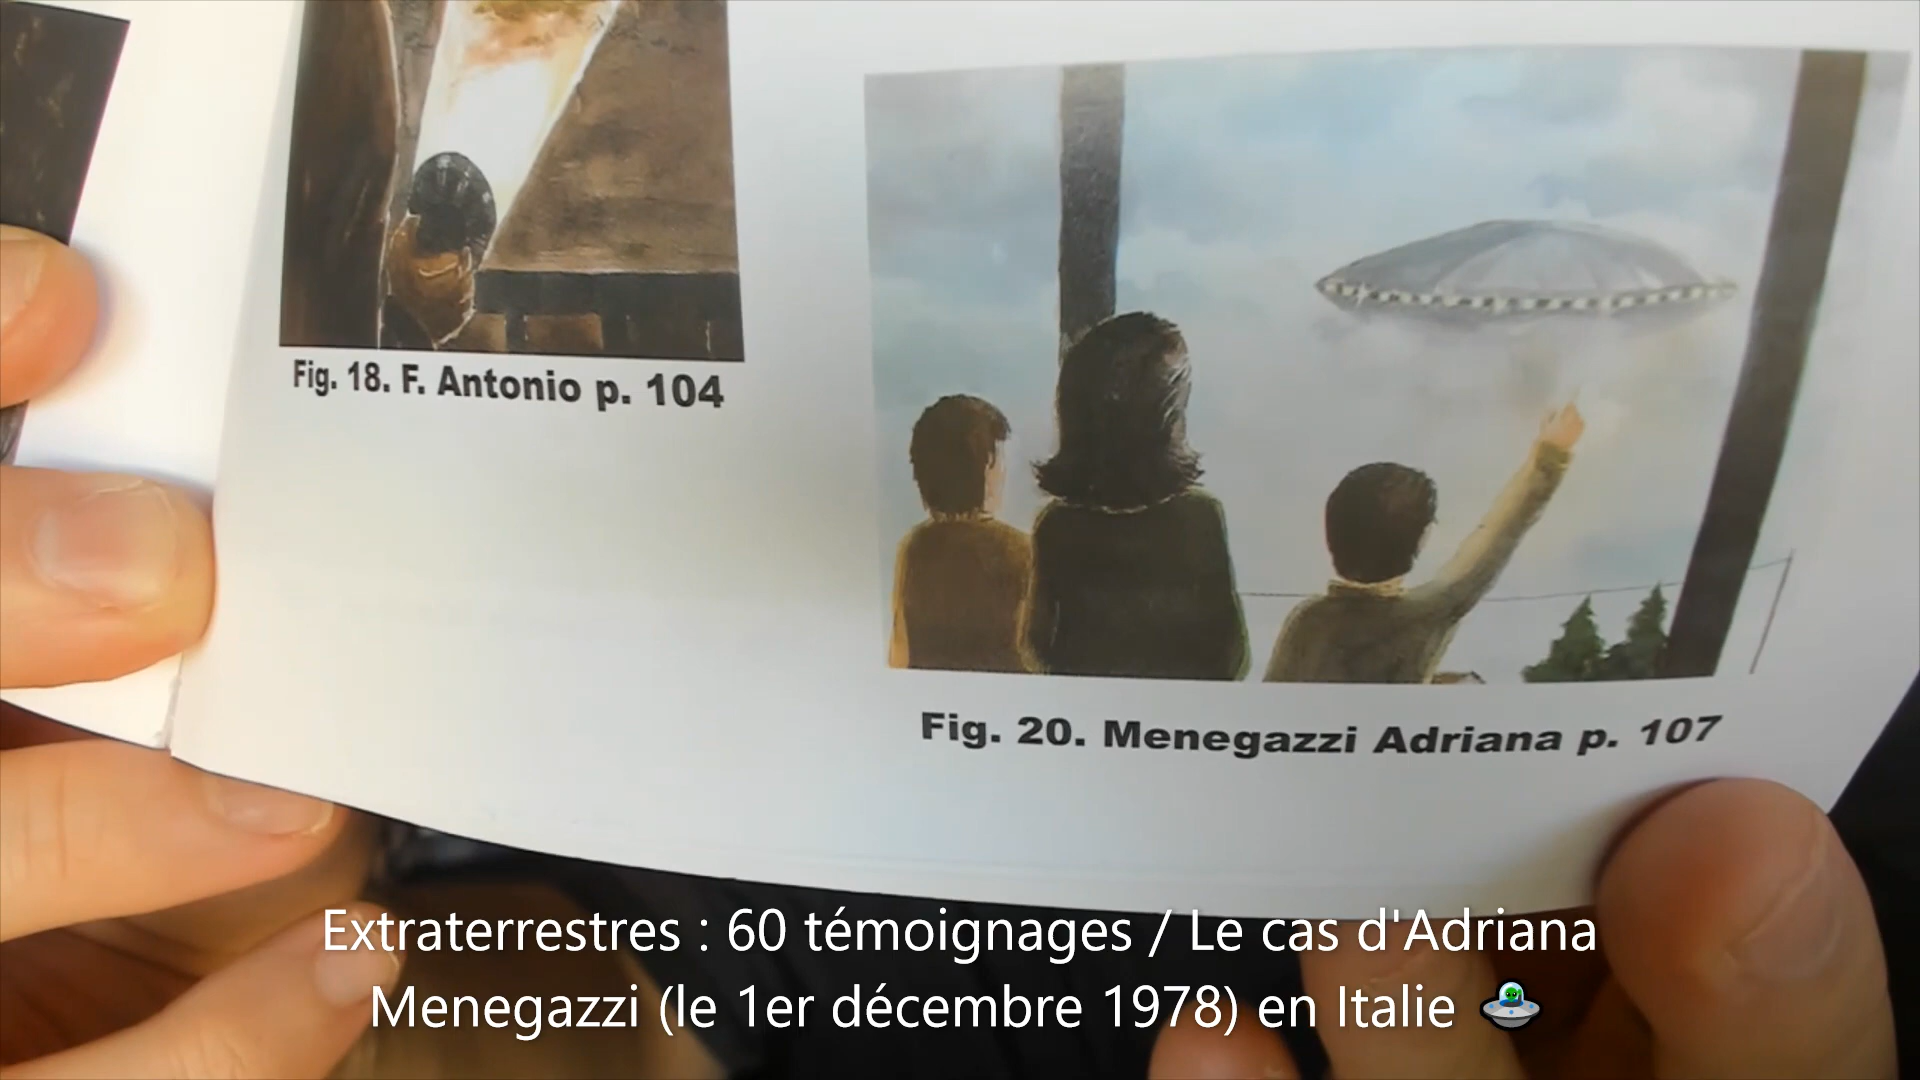 Fig. 18. F. Antonio p. 104
Fig. 20. Menegazzi Adriana p. 107
Extraterrestres : 60 témoignages / Le cas d'Adriana
Menegazzi (le 1er décembre 1978) en Italie 🛸